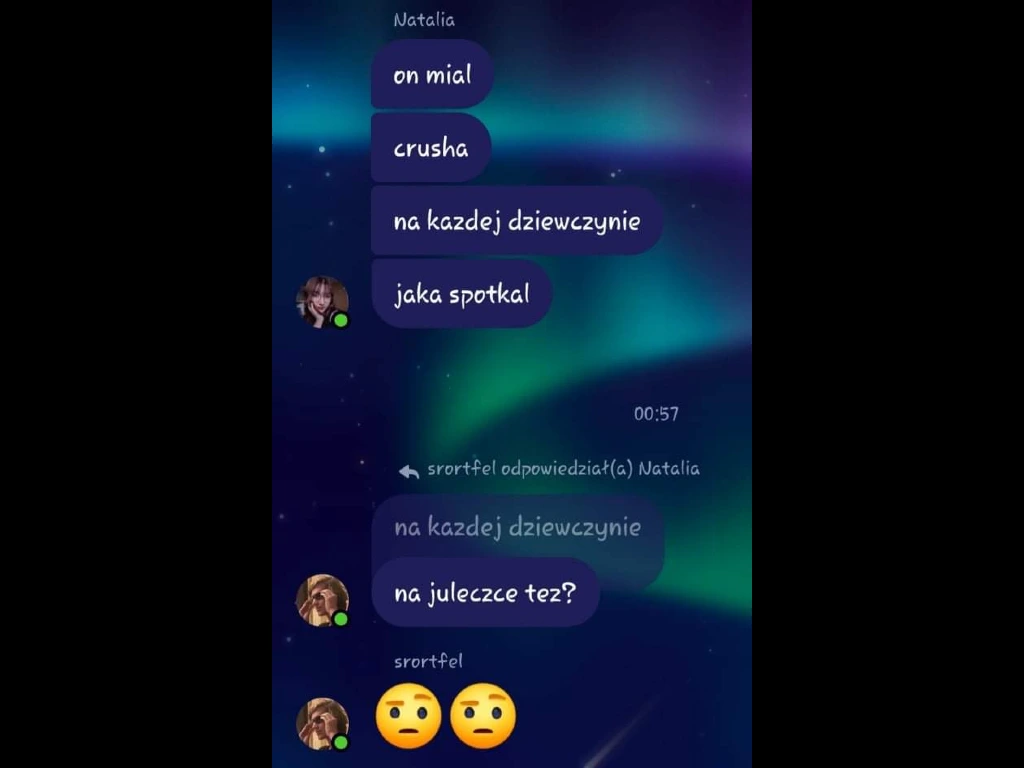 Natalia
on mial
crusha
na kazdej dziewczynie
jaka spotkal
00:57
srortfel odpowiedział(a) Natalia
na kazdej dziewczynie
na juleczce tez?
srortfel